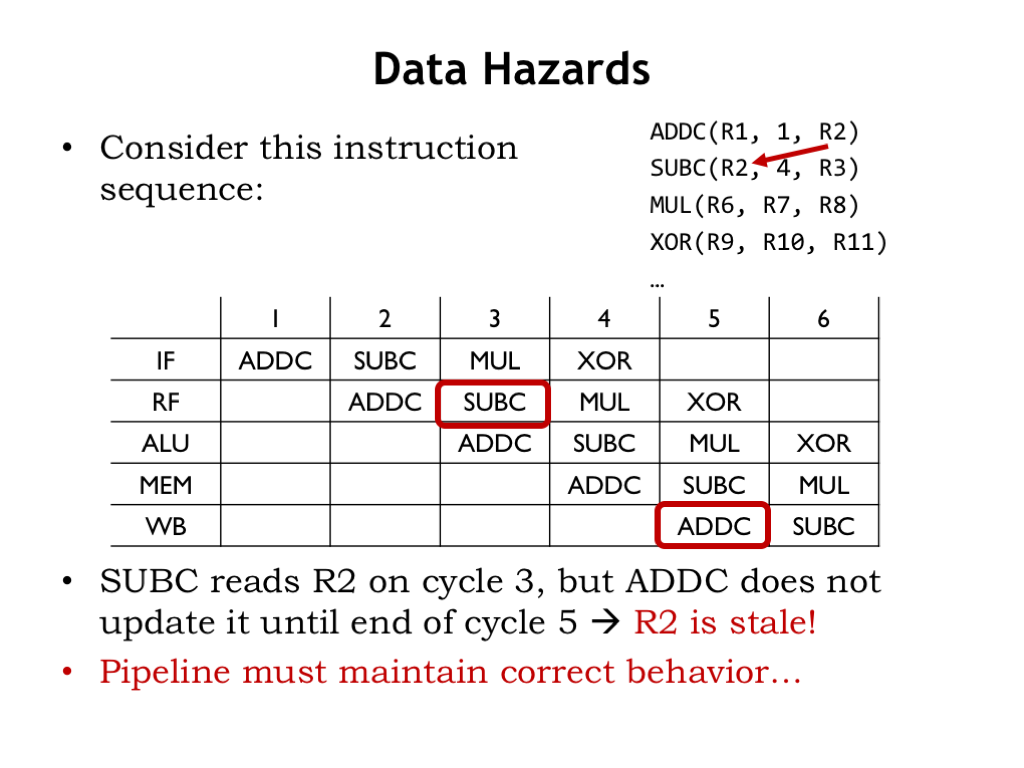 Data Hazards
• Consider this instruction
sequence:
ADDC(R1, 1, R2)
SUBC(R2, 4, R3)
MUL(R6, R7, R8)
XOR(R9, R10, R11)
…
1 2 3 4 5 6
IF ADDC SUBC MUL XOR
RF ADDC SUBC MUL XOR
ALU ADDC SUBC MUL XOR
MEM ADDC SUBC MUL
WB ADDC SUBC
• SUBC reads R2 on cycle 3, but ADDC does not
update it until end of cycle 5 → R2 is stale!
• Pipeline must maintain correct behavior…